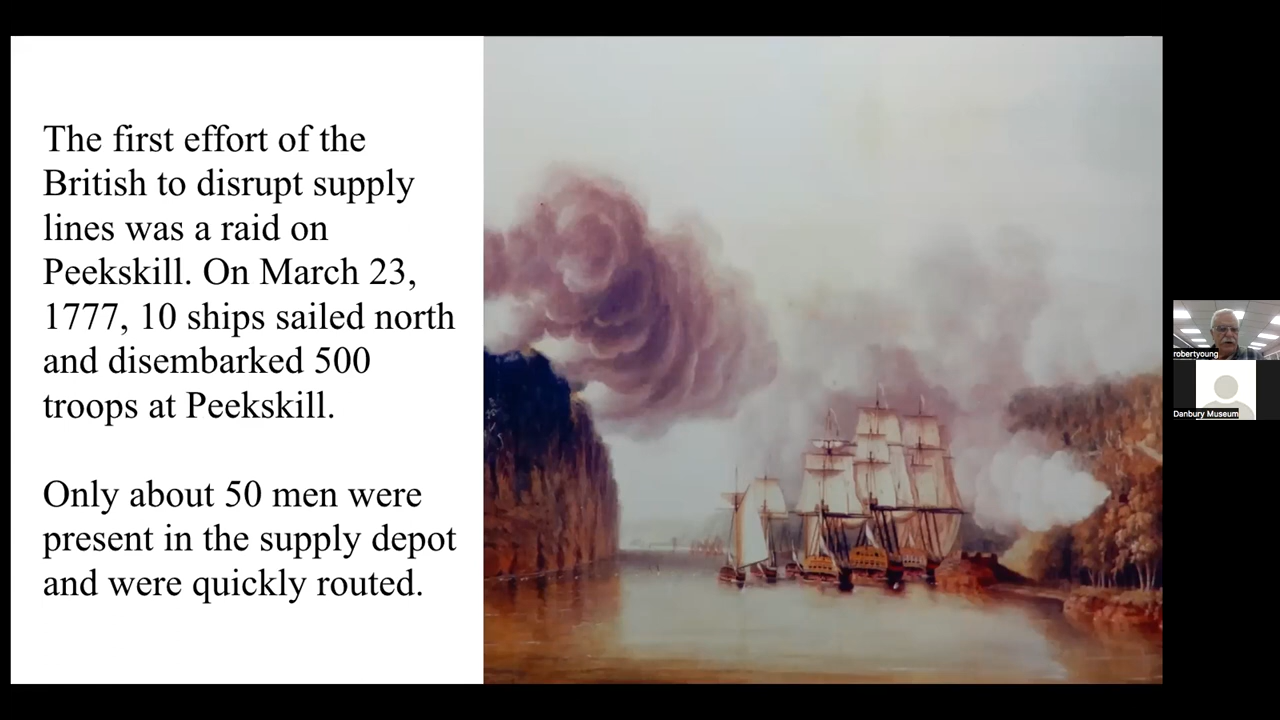 The first effort of the
British to disrupt supply
lines was a raid on
Peekskill. On March 23,
1777, 10 ships sailed north
and disembarked 500
troops at Peekskill.
Only about 50 men were
present in the supply depot
and were quickly routed.
robertyoung
Danbury Museum